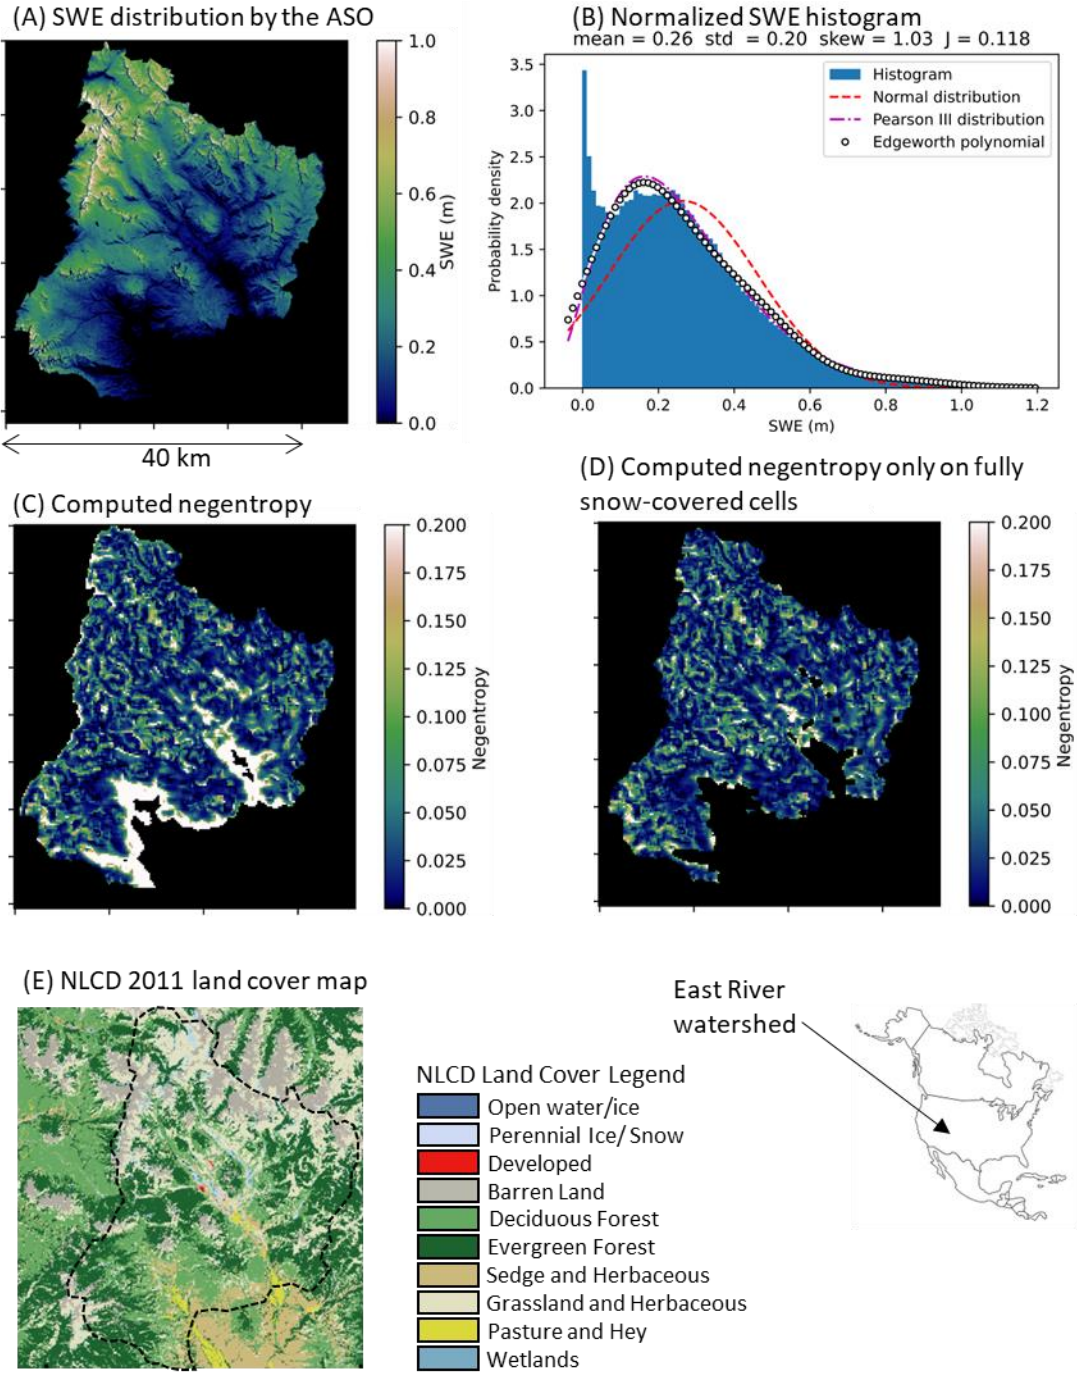 (A) SWE distribution by the ASO
1.0
0.8
0.6
0.4
0.2
0.0
SWE (m)
40 km
(B) Normalized SWE histogram
mean = 0.26 std = 0.20 skew = 1.03 J = 0.118
3.5
3.0
2.5
2.0
1.5
1.0
0.5
0.0
Probability density
Histogram
Normal distribution
Pearson III distribution
Edgeworth polynomial
0.0 0.2 0.4 0.6 0.8 1.0 1.2
SWE (m)
(C) Computed negentropy
0.200
0.175
0.150
0.125
0.100
0.075
0.050
0.025
0.000
Negentropy
(D) Computed negentropy only on fully
snow-covered cells
0.200
0.175
0.150
0.125
0.100
0.075
0.050
0.025
0.000
Negentropy
(E) NLCD 2011 land cover map
NLCD Land Cover Legend
Open water/ice
Perennial Ice/ Snow
Developed
Barren Land
Deciduous Forest
Evergreen Forest
Sedge and Herbaceous
Grassland and Herbaceous
Pasture and Hey
Wetlands
East River
watershed